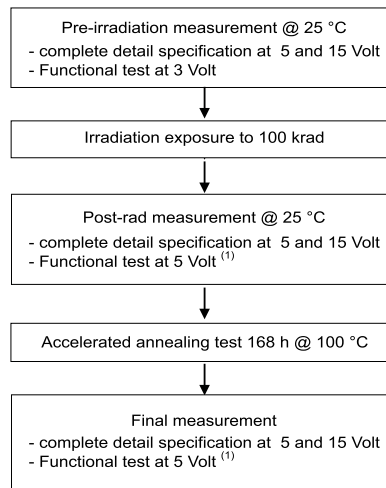 Pre-irradiation measurement @ 25 °C
- complete detail specification at 5 and 15 Volt
- Functional test at 3 Volt
Irradiation exposure to 100 krad
Post-rad measurement @ 25 °C
- complete detail specification at 5 and 15 Volt
- Functional test at 5 Volt (1)
Accelerated annealing test 168 h @ 100 °C
Final measurement
- complete detail specification at 5 and 15 Volt
- Functional test at 5 Volt (1)